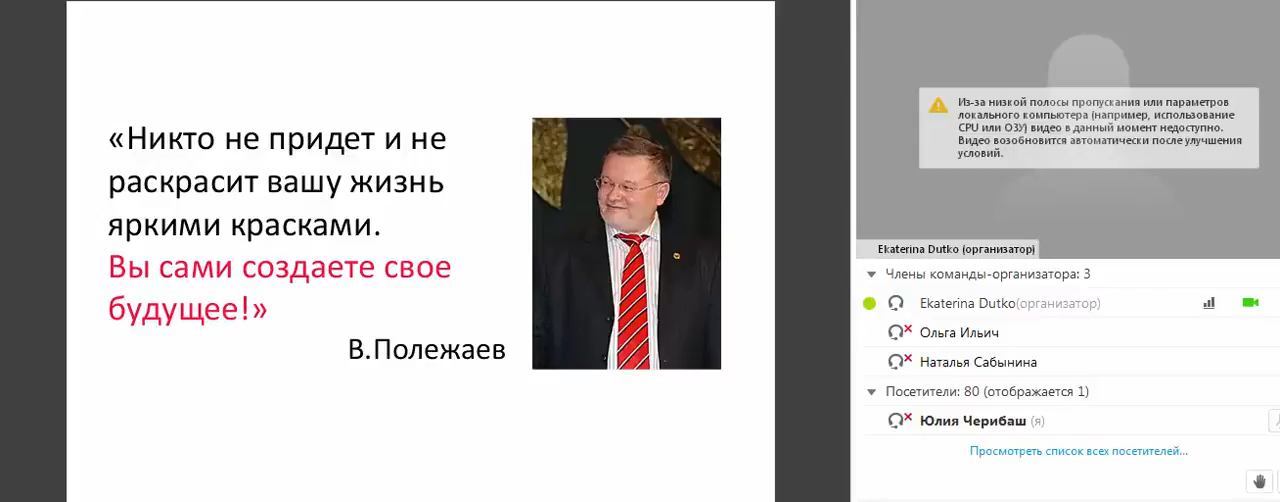 «Никто не придет и не
раскрасит вашу жизнь
яркими красками.
Вы сами создаете свое
будущее!»
В.Полежаев
Из-за низкой полосы пропускания или параметров
локального компьютера (например, использование
CPU или ОЗУ) видео в данный момент недоступно.
Видео возобновится автоматически после улучшения
условий.
Ekaterina Dutko (организатор)
Члены команды-организатора: 3
Ekaterina Dutko(организатор)
Ольга Ильич
Наталья Сабынина
Посетители: 80 (отображается 1)
Юлия Черибаш (я)
Просмотреть список всех посетителей...